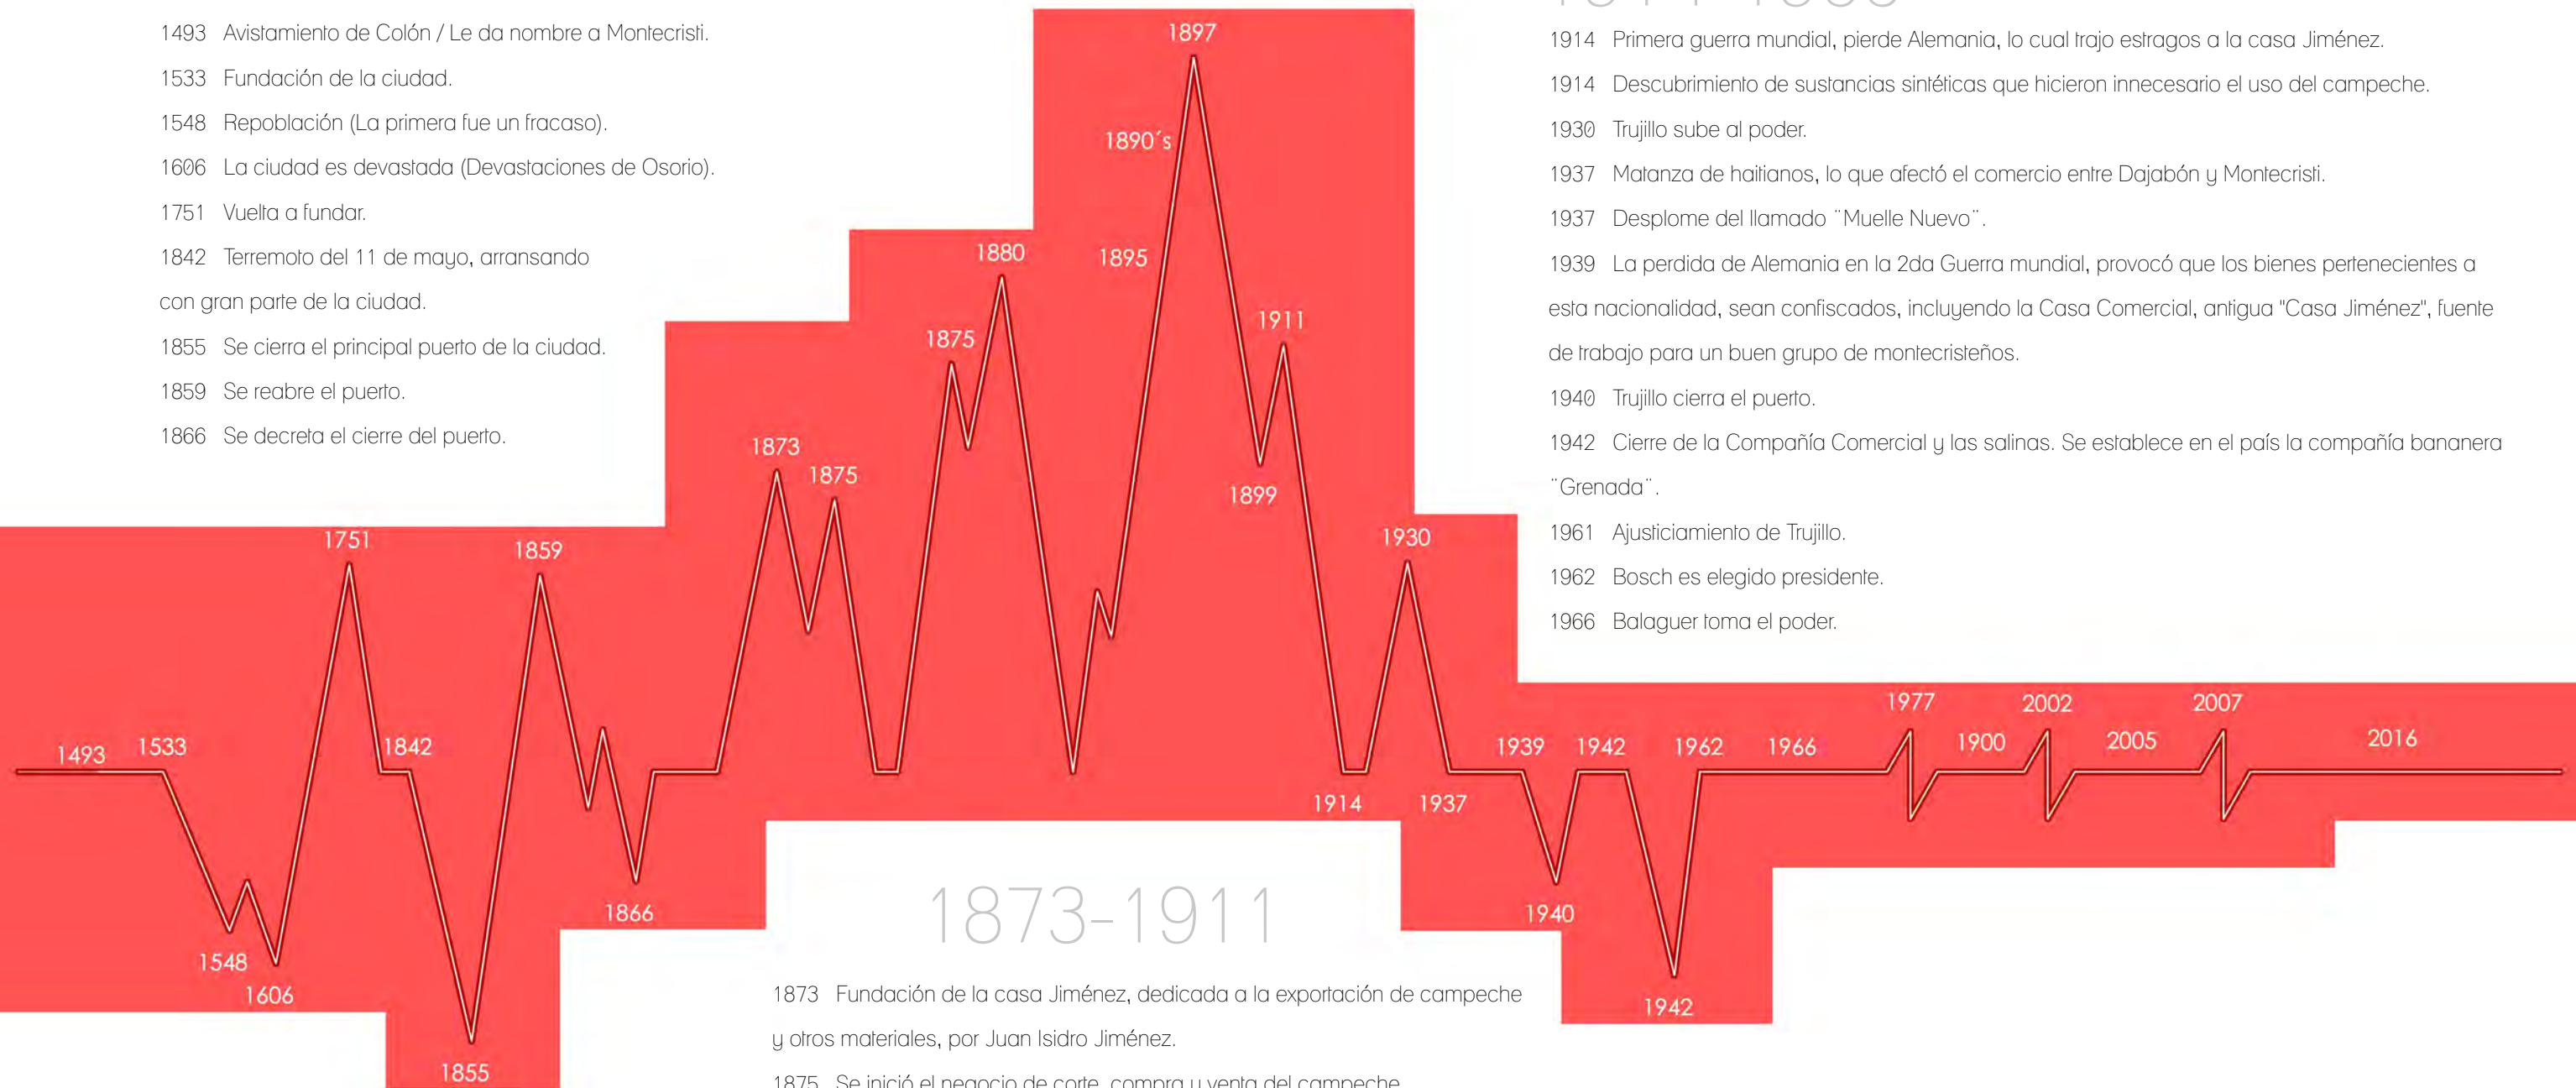 1493 Avistamiento de Colón / Le da nombre a Montecristi.
1533 Fundación de la ciudad.
1548 Repoblación (La primera fue un fracaso).
1606 La ciudad es devastada (Devastaciones de Osorio).
1751 Vuelta a fundar.
1842 Terremoto del 11 de mayo, arransando
con gran parte de la ciudad.
1855 Se cierra el principal puerto de la ciudad.
1859 Se reabre el puerto.
1866 Se decreta el cierre del puerto.
1914 Primera guerra mundial, pierde Alemania, lo cual trajo estragos a la casa Jiménez.
1914 Descubrimiento de sustancias sintéticas que hicieron innecesario el uso del campeche.
1930 Trujillo sube al poder.
1937 Matanza de haitianos, lo que afectó el comercio entre Dajabón y Montecristi.
1937 Desplome del llamado ¨Muelle Nuevo¨.
1939 La perdida de Alemania en la 2da Guerra mundial, provocó que los bienes pertenecientes a
esta nacionalidad, sean confiscados, incluyendo la Casa Comercial, antigua "Casa Jiménez", fuente
de trabajo para un buen grupo de montecristeños.
1940 Trujillo cierra el puerto.
1942 Cierre de la Compañía Comercial y las salinas. Se establece en el país la compañía bananera
¨Grenada¨.
1961 Ajusticiamiento de Trujillo.
1962 Bosch es elegido presidente.
1966 Balaguer toma el poder.
1493
1533
1548
1606
1751
1842
1855
1859
1866
1873
1875
1875
1880
1895
1890´s
1897
1899
1911
1914
1930
1937
1939
1940
1942
1942
1962
1966
1977
1900
2002
2005
2007
2016
1873-1911
1873 Fundación de la casa Jiménez, dedicada a la exportación de campeche
y otros materiales, por Juan Isidro Jiménez.
1875 Se inició el negocio de corte, compra y venta del campeche